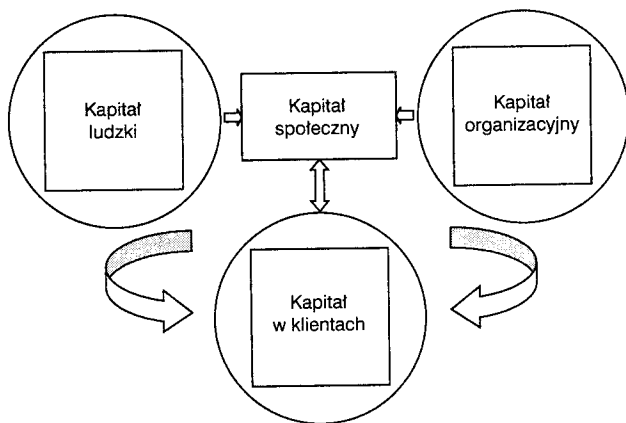 Kapitał
ludzki
Kapitał
społeczny
Kapitał
organizacyjny
Kapitał
w klientach